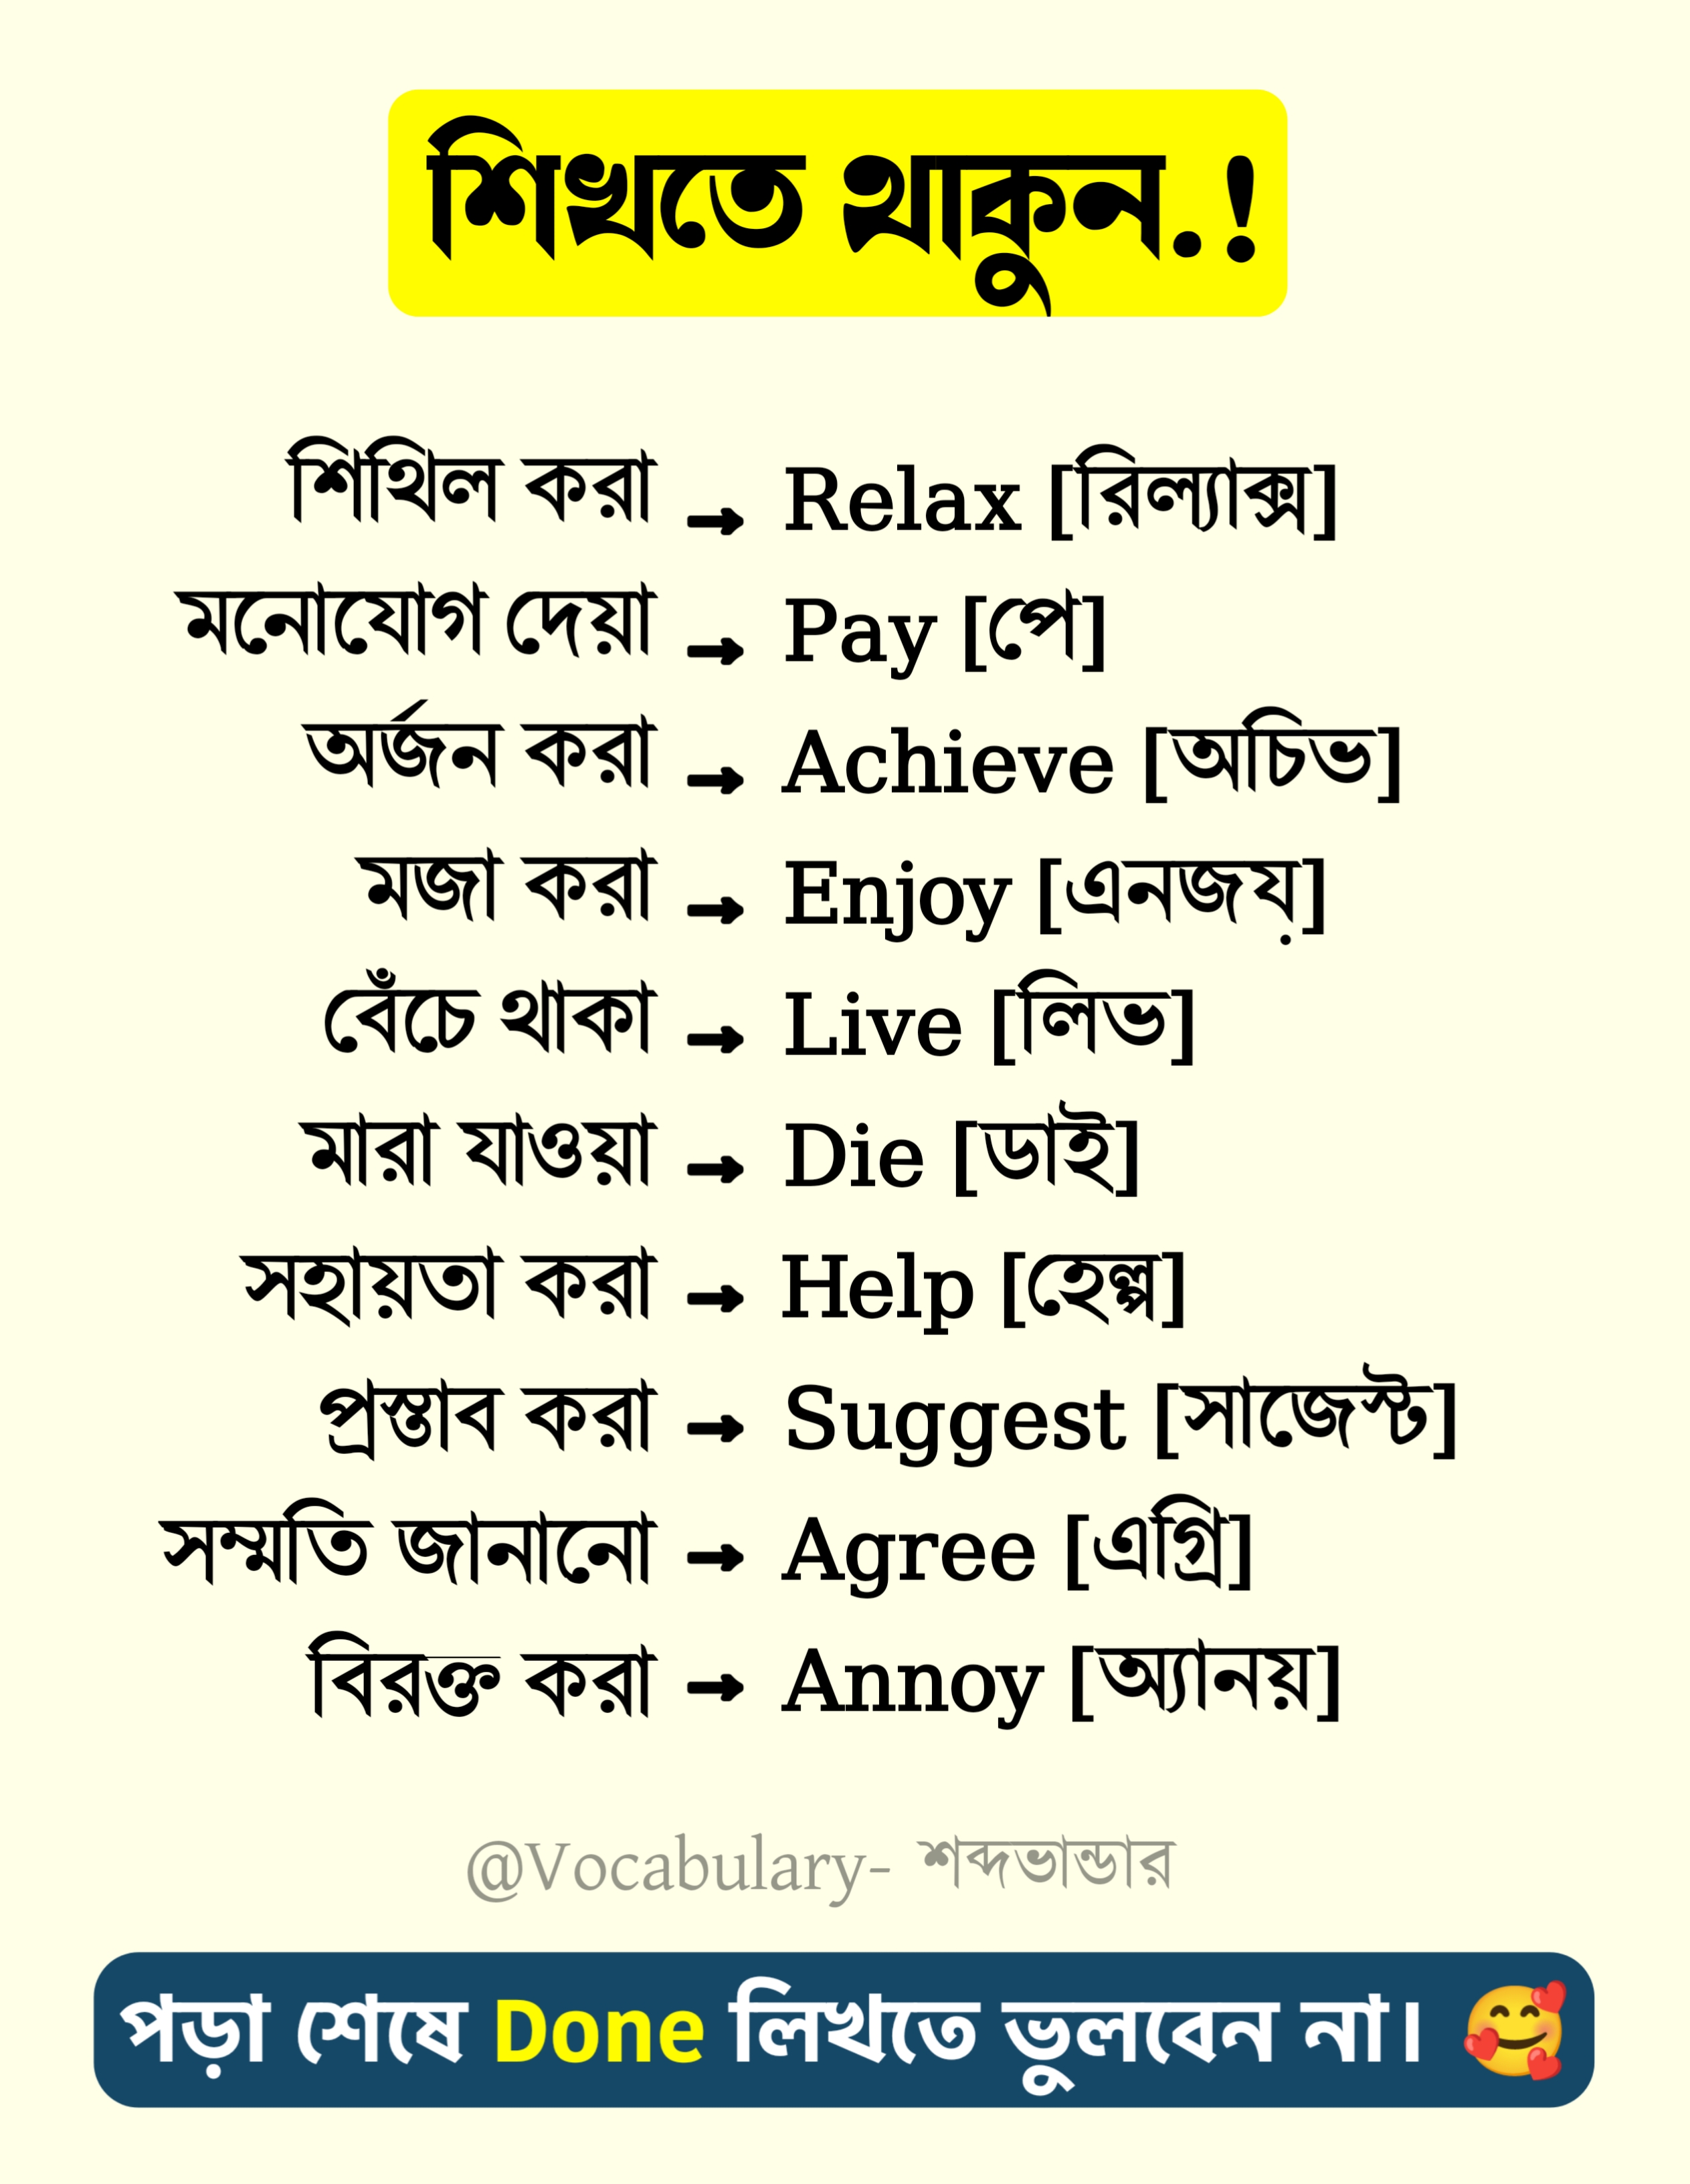 শিখতে থাকুন.!
শিথিল করা → Relax [রিল্যাক্স]
মনোযোগ দেয়া → Pay [পে]
অর্জন করা → Achieve [অচিভ]
মজা করা → Enjoy [এনজয়]
বেঁচে থাকা → Live [লিভ]
মারা যাওয়া → Die [ডাই]
সহায়তা করা → Help [হেল্প]
প্রস্তাব করা → Suggest [সাজেস্ট]
সম্মতি জানানো → Agree [এগ্রি]
বিরক্ত করা → Annoy [অ্যানয়]
@Vocabulary- শব্দভান্ডার
পড়া শেষে Done লিখতে ভুলবেন না। 🥰